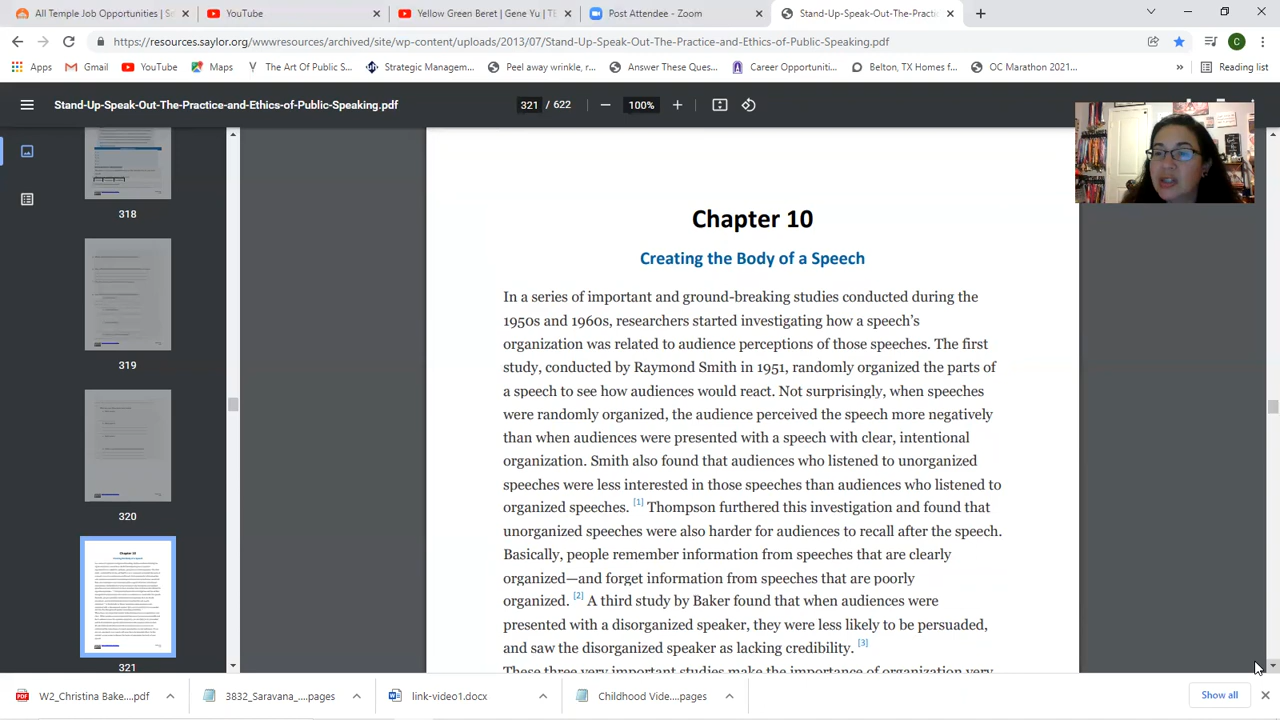 All Temple Job Opportunities | Sm
YouTube
Yellow Green Beret | Gene Yu | TE
Post Attendee - Zoom
Stand-Up-Speak-Out-The-Practice
https://resources.saylor.org/wwwresources/archived/site/wp-content/uploads/2013/07/Stand-Up-Speak-Out-The-Practice-and-Ethics-of-Public-Speaking.pdf
C
Apps
Gmail
YouTube
Maps
The Art Of Public S...
Strategic Managem...
Peel away wrinkle, r...
Answer These Ques...
Career Opportuniti...
Belton, TX Homes f...
OC Marathon 2021...
»
Reading list
Stand-Up-Speak-Out-The-Practice-and-Ethics-of-Public-Speaking.pdf
321 / 622
100%
318
319
320
321
Chapter 10
Creating the Body of a Speech
In a series of important and ground-breaking studies conducted during the
1950s and 1960s, researchers started investigating how a speech's
organization was related to audience perceptions of those speeches. The first
study, conducted by Raymond Smith in 1951, randomly organized the parts of
a speech to see how audiences would react. Not surprisingly, when speeches
were randomly organized, the audience perceived the speech more negatively
than when audiences were presented with a speech with clear, intentional
organization. Smith also found that audiences who listened to unorganized
speeches were less interested in those speeches than audiences who listened to
organized speeches. [1] Thompson furthered this investigation and found that
unorganized speeches were also harder for audiences to recall after the speech.
Basically, people remember information from speeches that are clearly
organized—and forget information from speeches that are poorly
organized. [2] A third study by Baker found that when audiences were
presented with a disorganized speaker, they were less likely to be persuaded,
and saw the disorganized speaker as lacking credibility. [3]
These three very important studies make the importance of organization very
W2_Christina Bake....pdf
3832_Saravana_....pages
link-video1.docx
Childhood Vide....pages
Show all